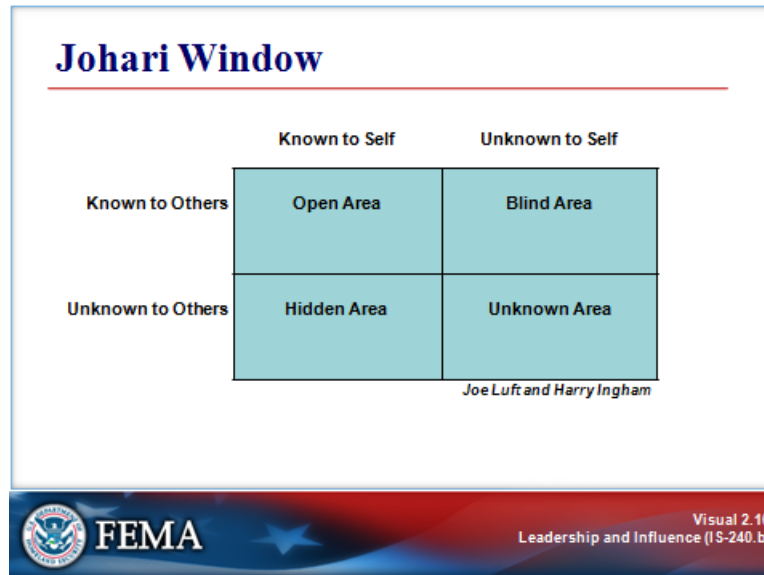 Johari Window
Known to Self Unknown to Self
Known to Others Open Area Blind Area
Unknown to Others Hidden Area Unknown Area
Joe Luft and Harry Ingham
FEMA
Visual 2.1
Leadership and Influence (IS-240.b